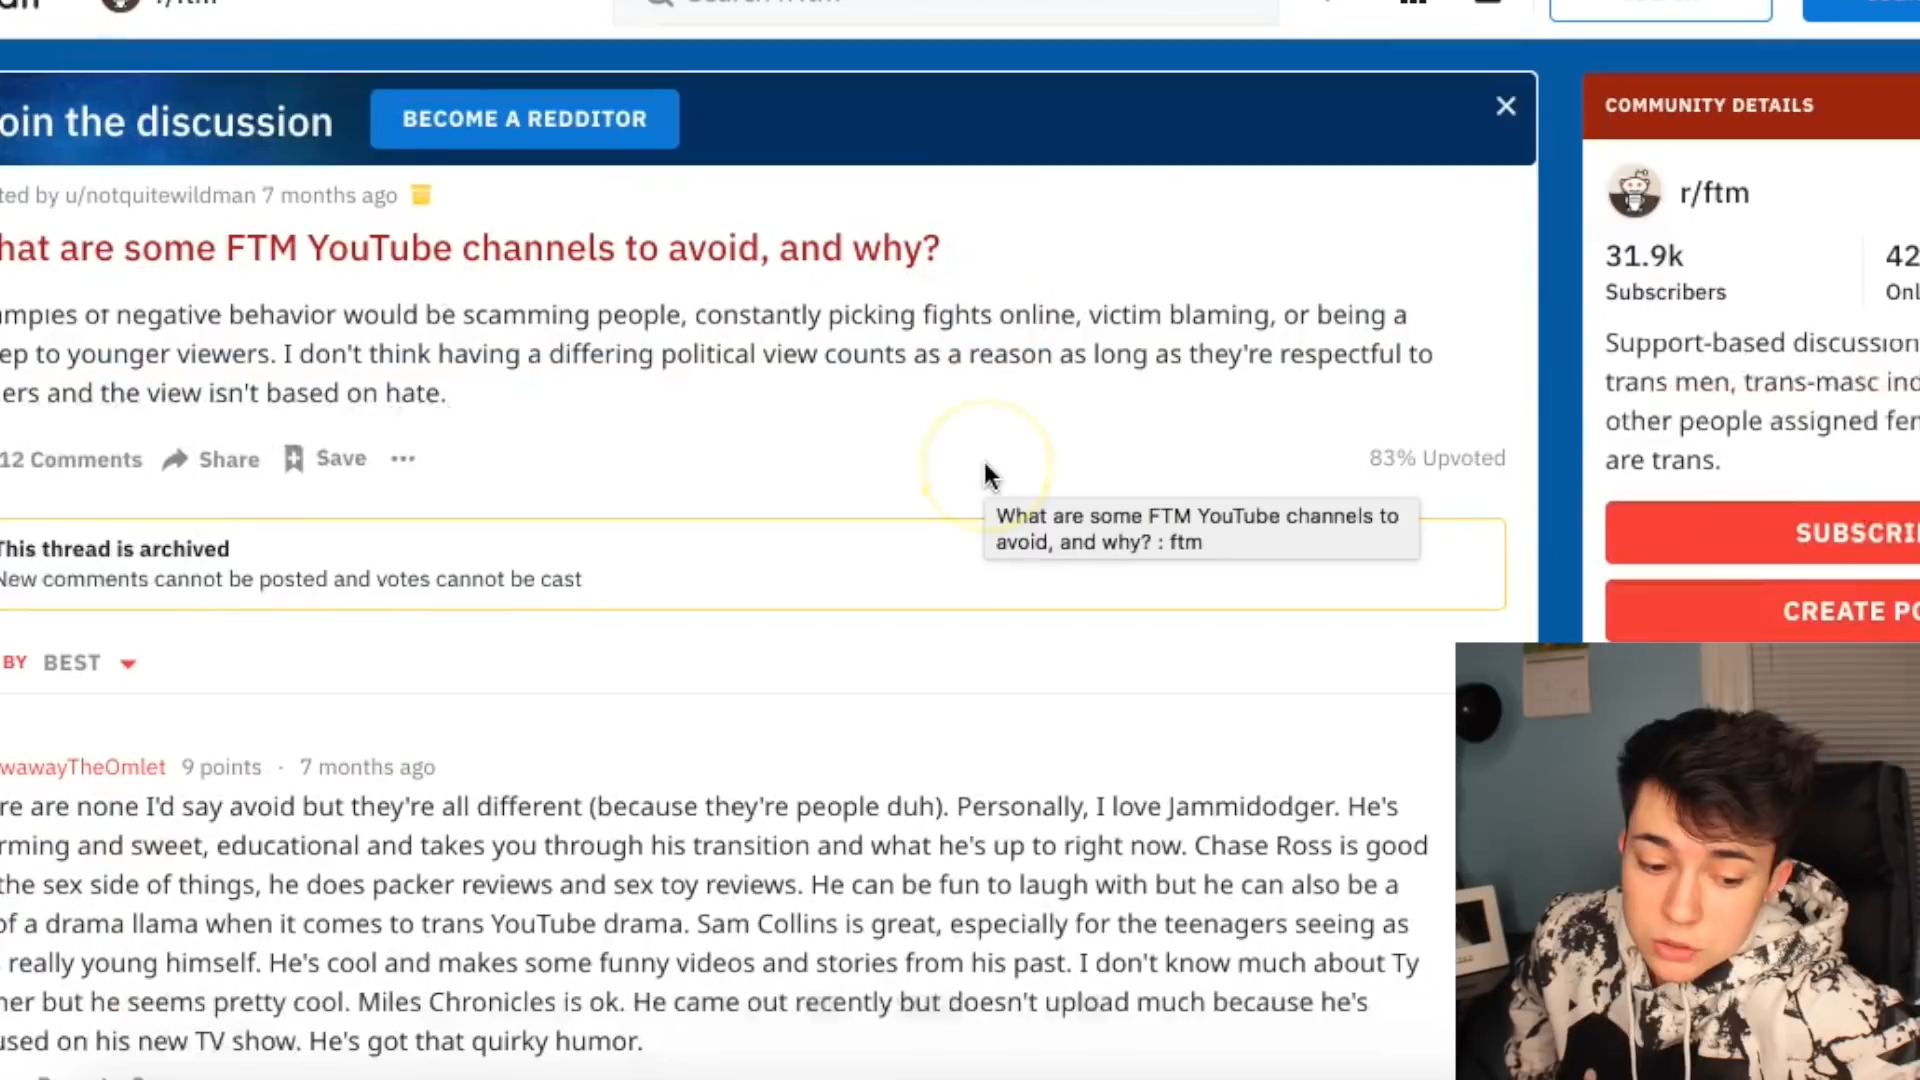 r/ftm
oin the discussion
BECOME A REDDITOR
ted by u/notquitewildman 7 months ago
hat are some FTM YouTube channels to avoid, and why?
amples of negative behavior would be scamming people, constantly picking fights online, victim blaming, or being a
ep to younger viewers. I don't think having a differing political view counts as a reason as long as they're respectful to
ers and the view isn't based on hate.
12 Comments
Share
Save
83% Upvoted
What are some FTM YouTube channels to
avoid, and why? : ftm
This thread is archived
New comments cannot be posted and votes cannot be cast
BY BEST
wawayTheOmlet 9 points · 7 months ago
re are none I'd say avoid but they're all different (because they're people duh). Personally, I love Jammidodger. He's
rming and sweet, educational and takes you through his transition and what he's up to right now. Chase Ross is good
the sex side of things, he does packer reviews and sex toy reviews. He can be fun to laugh with but he can also be a
of a drama llama when it comes to trans YouTube drama. Sam Collins is great, especially for the teenagers seeing as
really young himself. He's cool and makes some funny videos and stories from his past. I don't know much about Ty
ner but he seems pretty cool. Miles Chronicles is ok. He came out recently but doesn't upload much because he's
used on his new TV show. He's got that quirky humor.
COMMUNITY DETAILS
r/ftm
31.9k
42
Subscribers
Onl
Support-based discussion
trans men, trans-masc ind
other people assigned fem
are trans.
SUBSCRI
CREATE PO